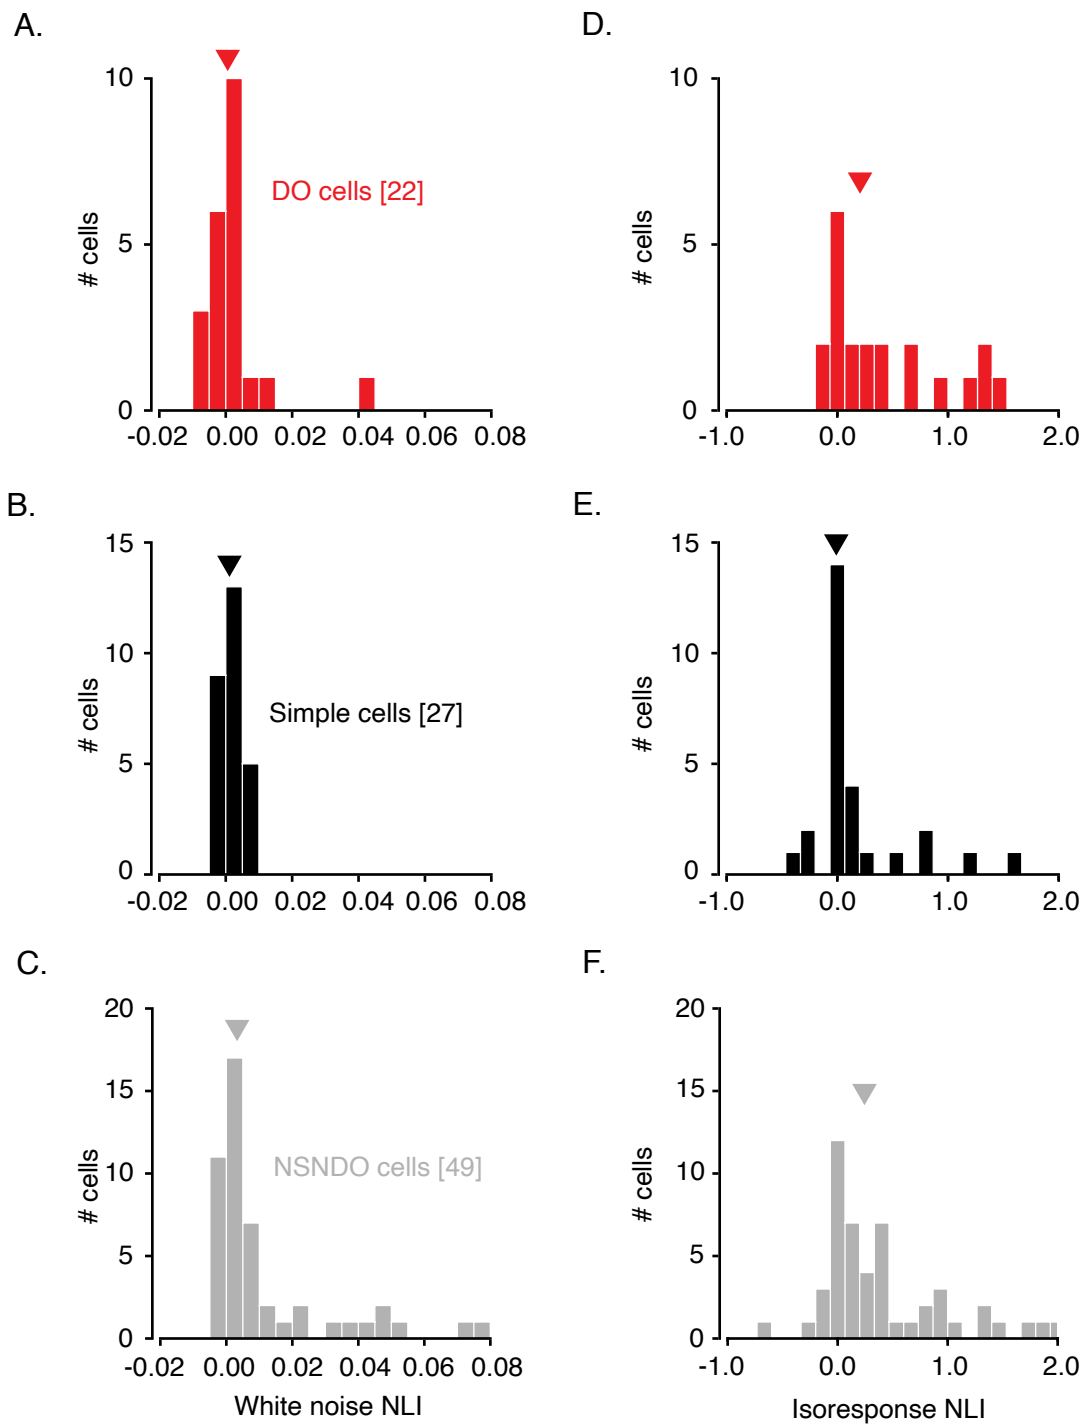 A.
10
5
0
# cells
DO cells [22]
-0.02 0.00 0.02 0.04 0.06 0.08
D.
10
5
0
# cells
-1.0 0.0 1.0 2.0
B.
15
10
5
0
# cells
Simple cells [27]
-0.02 0.00 0.02 0.04 0.06 0.08
E.
15
10
5
0
# cells
-1.0 0.0 1.0 2.0
C.
20
15
10
5
0
# cells
NSNDO cells [49]
-0.02 0.00 0.02 0.04 0.06 0.08
White noise NLI
F.
20
15
10
5
0
# cells
-1.0 0.0 1.0 2.0
Isoresponse NLI